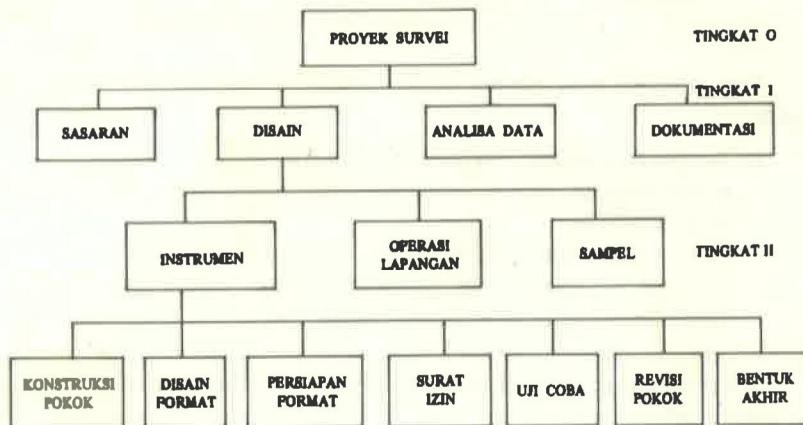 PROYEK SURVEI
TINGKAT O
TINGKAT I
SASARAN
DISAIN
ANALISA DATA
DOKUMENTASI
INSTRUMEN
OPERASI
LAPANGAN
SAMPEL
TINGKAT II
KONSTRUKSI
POKOK
DISAIN
FORMAT
PERSIAPAN
FORMAT
SURAT
IZIN
UJI COBA
REVISI
POKOK
BENTUK
AKHIR